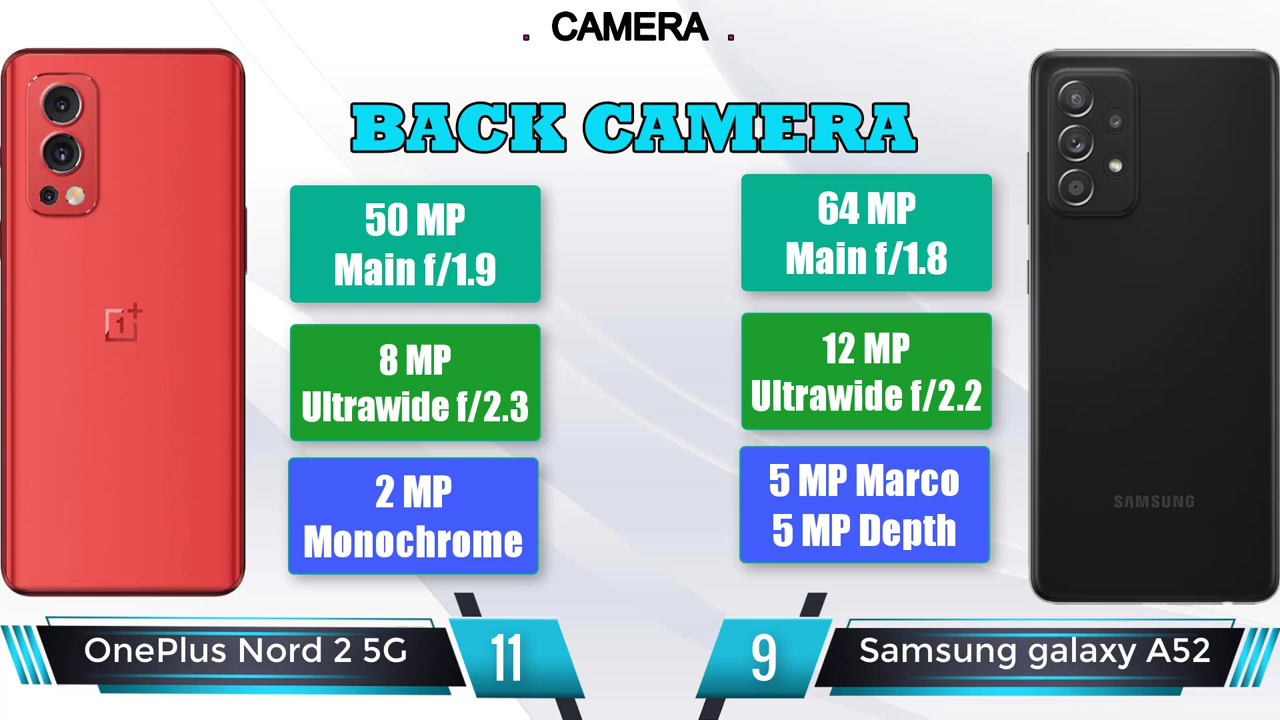 . CAMERA .
BACK CAMERA
50 MP
Main f/1.9
8 MP
Ultrawide f/2.3
2 MP
Monochrome
64 MP
Main f/1.8
12 MP
Ultrawide f/2.2
5 MP Marco
5 MP Depth
1+
SAMSUNG
OnePlus Nord 2 5G
11
9
Samsung galaxy A52